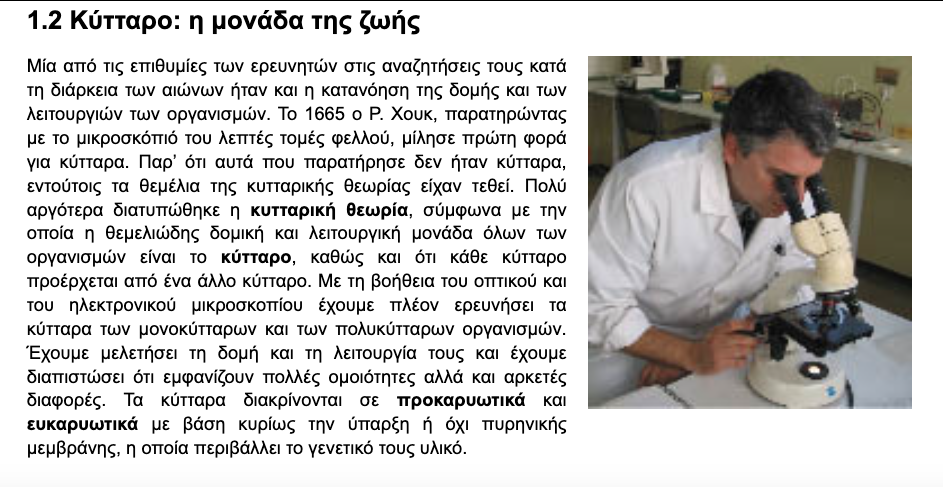 1.2 Κύτταρο: η μονάδα της ζωής
Μία από τις επιθυμίες των ερευνητών στις αναζητήσεις τους κατά
τη διάρκεια των αιώνων ήταν και η κατανόηση της δομής και των
λειτουργιών των οργανισμών. Το 1665 ο Ρ. Χουκ, παρατηρώντας
με το μικροσκόπιό του λεπτές τομές φελλού, μίλησε πρώτη φορά
για κύτταρα. Παρ’ ότι αυτά που παρατήρησε δεν ήταν κύτταρα,
εντούτοις τα θεμέλια της κυτταρικής θεωρίας είχαν τεθεί. Πολύ
αργότερα διατυπώθηκε η κυτταρική θεωρία, σύμφωνα με την
οποία η θεμελιώδης δομική και λειτουργική μονάδα όλων των
οργανισμών είναι το κύτταρο, καθώς και ότι κάθε κύτταρο
προέρχεται από ένα άλλο κύτταρο. Με τη βοήθεια του οπτικού και
του ηλεκτρονικού μικροσκοπίου έχουμε πλέον ερευνήσει τα
κύτταρα των μονοκύτταρων και των πολυκύτταρων οργανισμών.
Έχουμε μελετήσει τη δομή και τη λειτουργία τους και έχουμε
διαπιστώσει ότι εμφανίζουν πολλές ομοιότητες αλλά και αρκετές
διαφορές. Τα κύτταρα διακρίνονται σε προκαρυωτικά και
ευκαρυωτικά με βάση κυρίως την ύπαρξη ή όχι πυρηνικής
μεμβράνης, η οποία περιβάλλει το γενετικό τους υλικό.